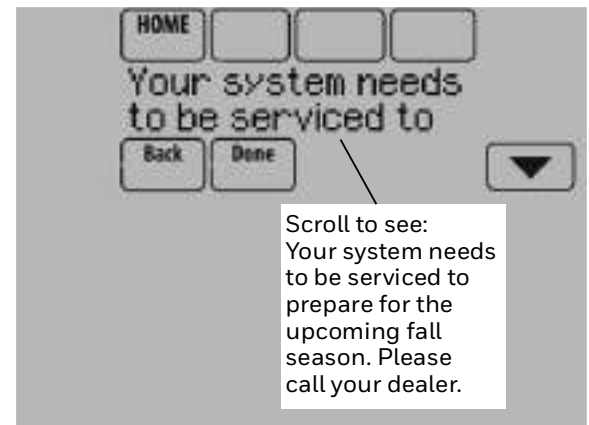 HOME
Your system needs
to be serviced to
Back Done
Scroll to see:
Your system needs
to be serviced to
prepare for the
upcoming fall
season. Please
call your dealer.